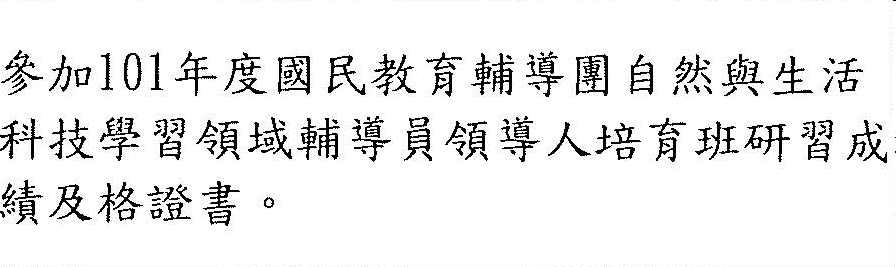 參加101年度國民教育輔導團自然與生活
科技學習領域輔導員領導人培育班研習成
績及格證書。